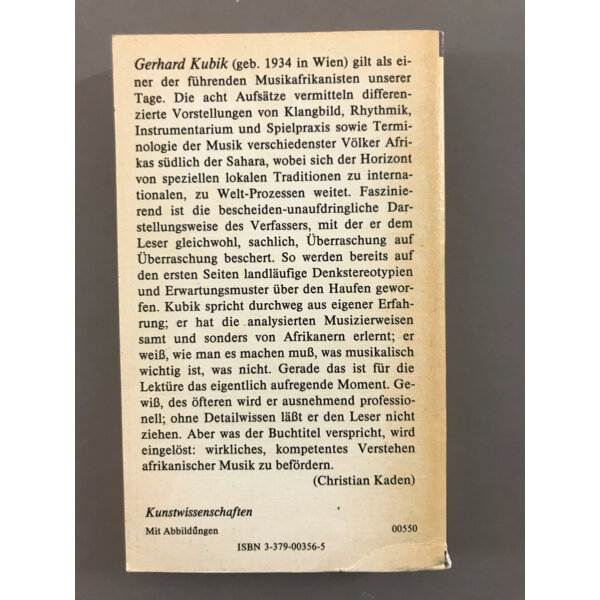 Gerhard Kubik (geb. 1934 in Wien) gilt als ei-
ner der führenden Musikafrikanisten unserer
Tage. Die acht Aufsätze vermitteln differen-
zierte Vorstellungen von Klangbild, Rhythmik,
Instrumentarium und Spielpraxis sowie Termi-
nologie der Musik verschiedenster Völker Afri-
kas südlich der Sahara, wobei sich der Horizont
von speziellen lokalen Traditionen zu interna-
tionalen, zu Welt-Prozessen weitet. Faszinie-
rend ist die bescheiden-unaufdringliche Dar-
stellungsweise des Verfassers, mit der er dem
Leser gleichwohl, sachlich, Überraschung auf
Überraschung beschert. So werden bereits auf
den ersten Seiten landläufige Denkstereotypien
und Erwartungsmuster über den Haufen gewor-
fen. Kubik spricht durchweg aus eigener Erfah-
rung; er hat die analysierten Musizierweisen
samt und sonders von Afrikanern erlernt; er
weiß, wie man es machen muß, was musikalisch
wichtig ist, was nicht. Gerade das ist für die
Lektüre das eigentlich aufregende Moment. Ge-
wiß, des öfteren wird er ausnehmend professio-
nell; ohne Detailwissen läßt er den Leser nicht
ziehen. Aber was der Buchtitel verspricht, wird
eingelöst: wirkliches, kompetentes Verstehen
afrikanischer Musik zu befördern.
(Christian Kaden)
Kunstwissenschaften
Mit Abbildungen 00550
ISBN 3-379-00356-5